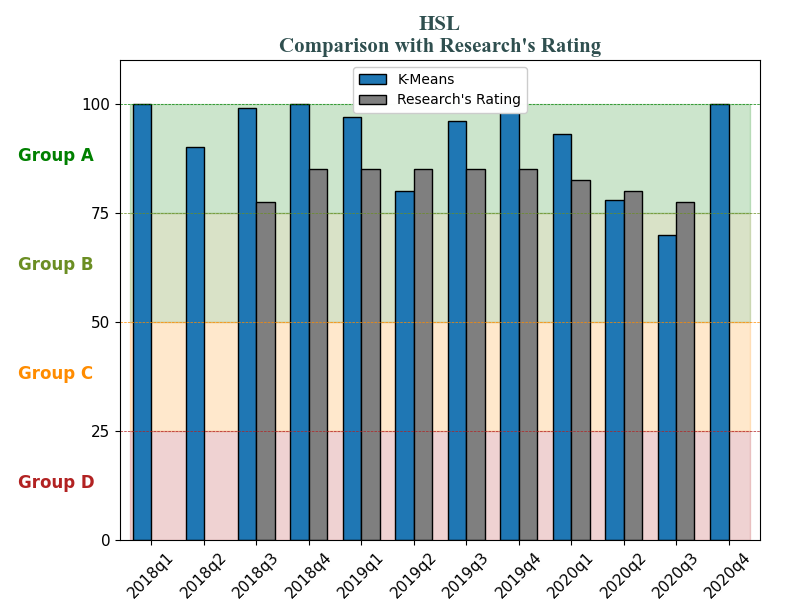 HSL
Comparison with Research's Rating
K-Means
Research's Rating
100
Group A
75
Group B
50
Group C
25
Group D
0
2018q1
2018q2
2018q3
2018q4
2019q1
2019q2
2019q3
2019q4
2020q1
2020q2
2020q3
2020q4